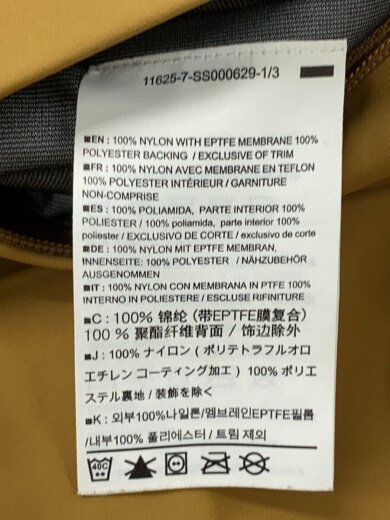 11625-7-SS000629-1/3
■EN : 100% NYLON WITH EPTFE MEMBRANE 100%
POLYESTER BACKING / EXCLUSIVE OF TRIM
■FR : 100% NYLON AVEC MEMBRANE EN TEFLON
100% POLYESTER INTÉRIEUR / GARNITURE
NON-COMPRISE
■ES : 100% POLIAMIDA, PARTE INTERIOR 100%
POLIESTER / 100% poliamida, parte interior 100%
poliester / EXCLUSIVO DE CORTE / exclusivo de corte
■DE : 100% NYLON MIT EPTFE MEMBRAN,
INNENSEITE: 100% POLYESTER / NÄHZUBEHÖR
AUSGENOMMEN
■IT : 100% NYLON CON MEMBRANA IN PTFE 100%
INTERNO IN POLIESTERE / ESCLUSE RIFINITURE
■C : 100% 锦纶 (带EPTFE膜复合)
100 % 聚酯纤维背面 / 饰边除外
■J : 100% ナイロン ( ポリテトラフルオロ
エチレン コーティング加工 ) 100% ポリエ
ステル裏地 / 装飾を除く
■K : 외부100%나일론/멤브레인EPTFE필름
/내부100% 폴리에스터 / 트림 제외
40C